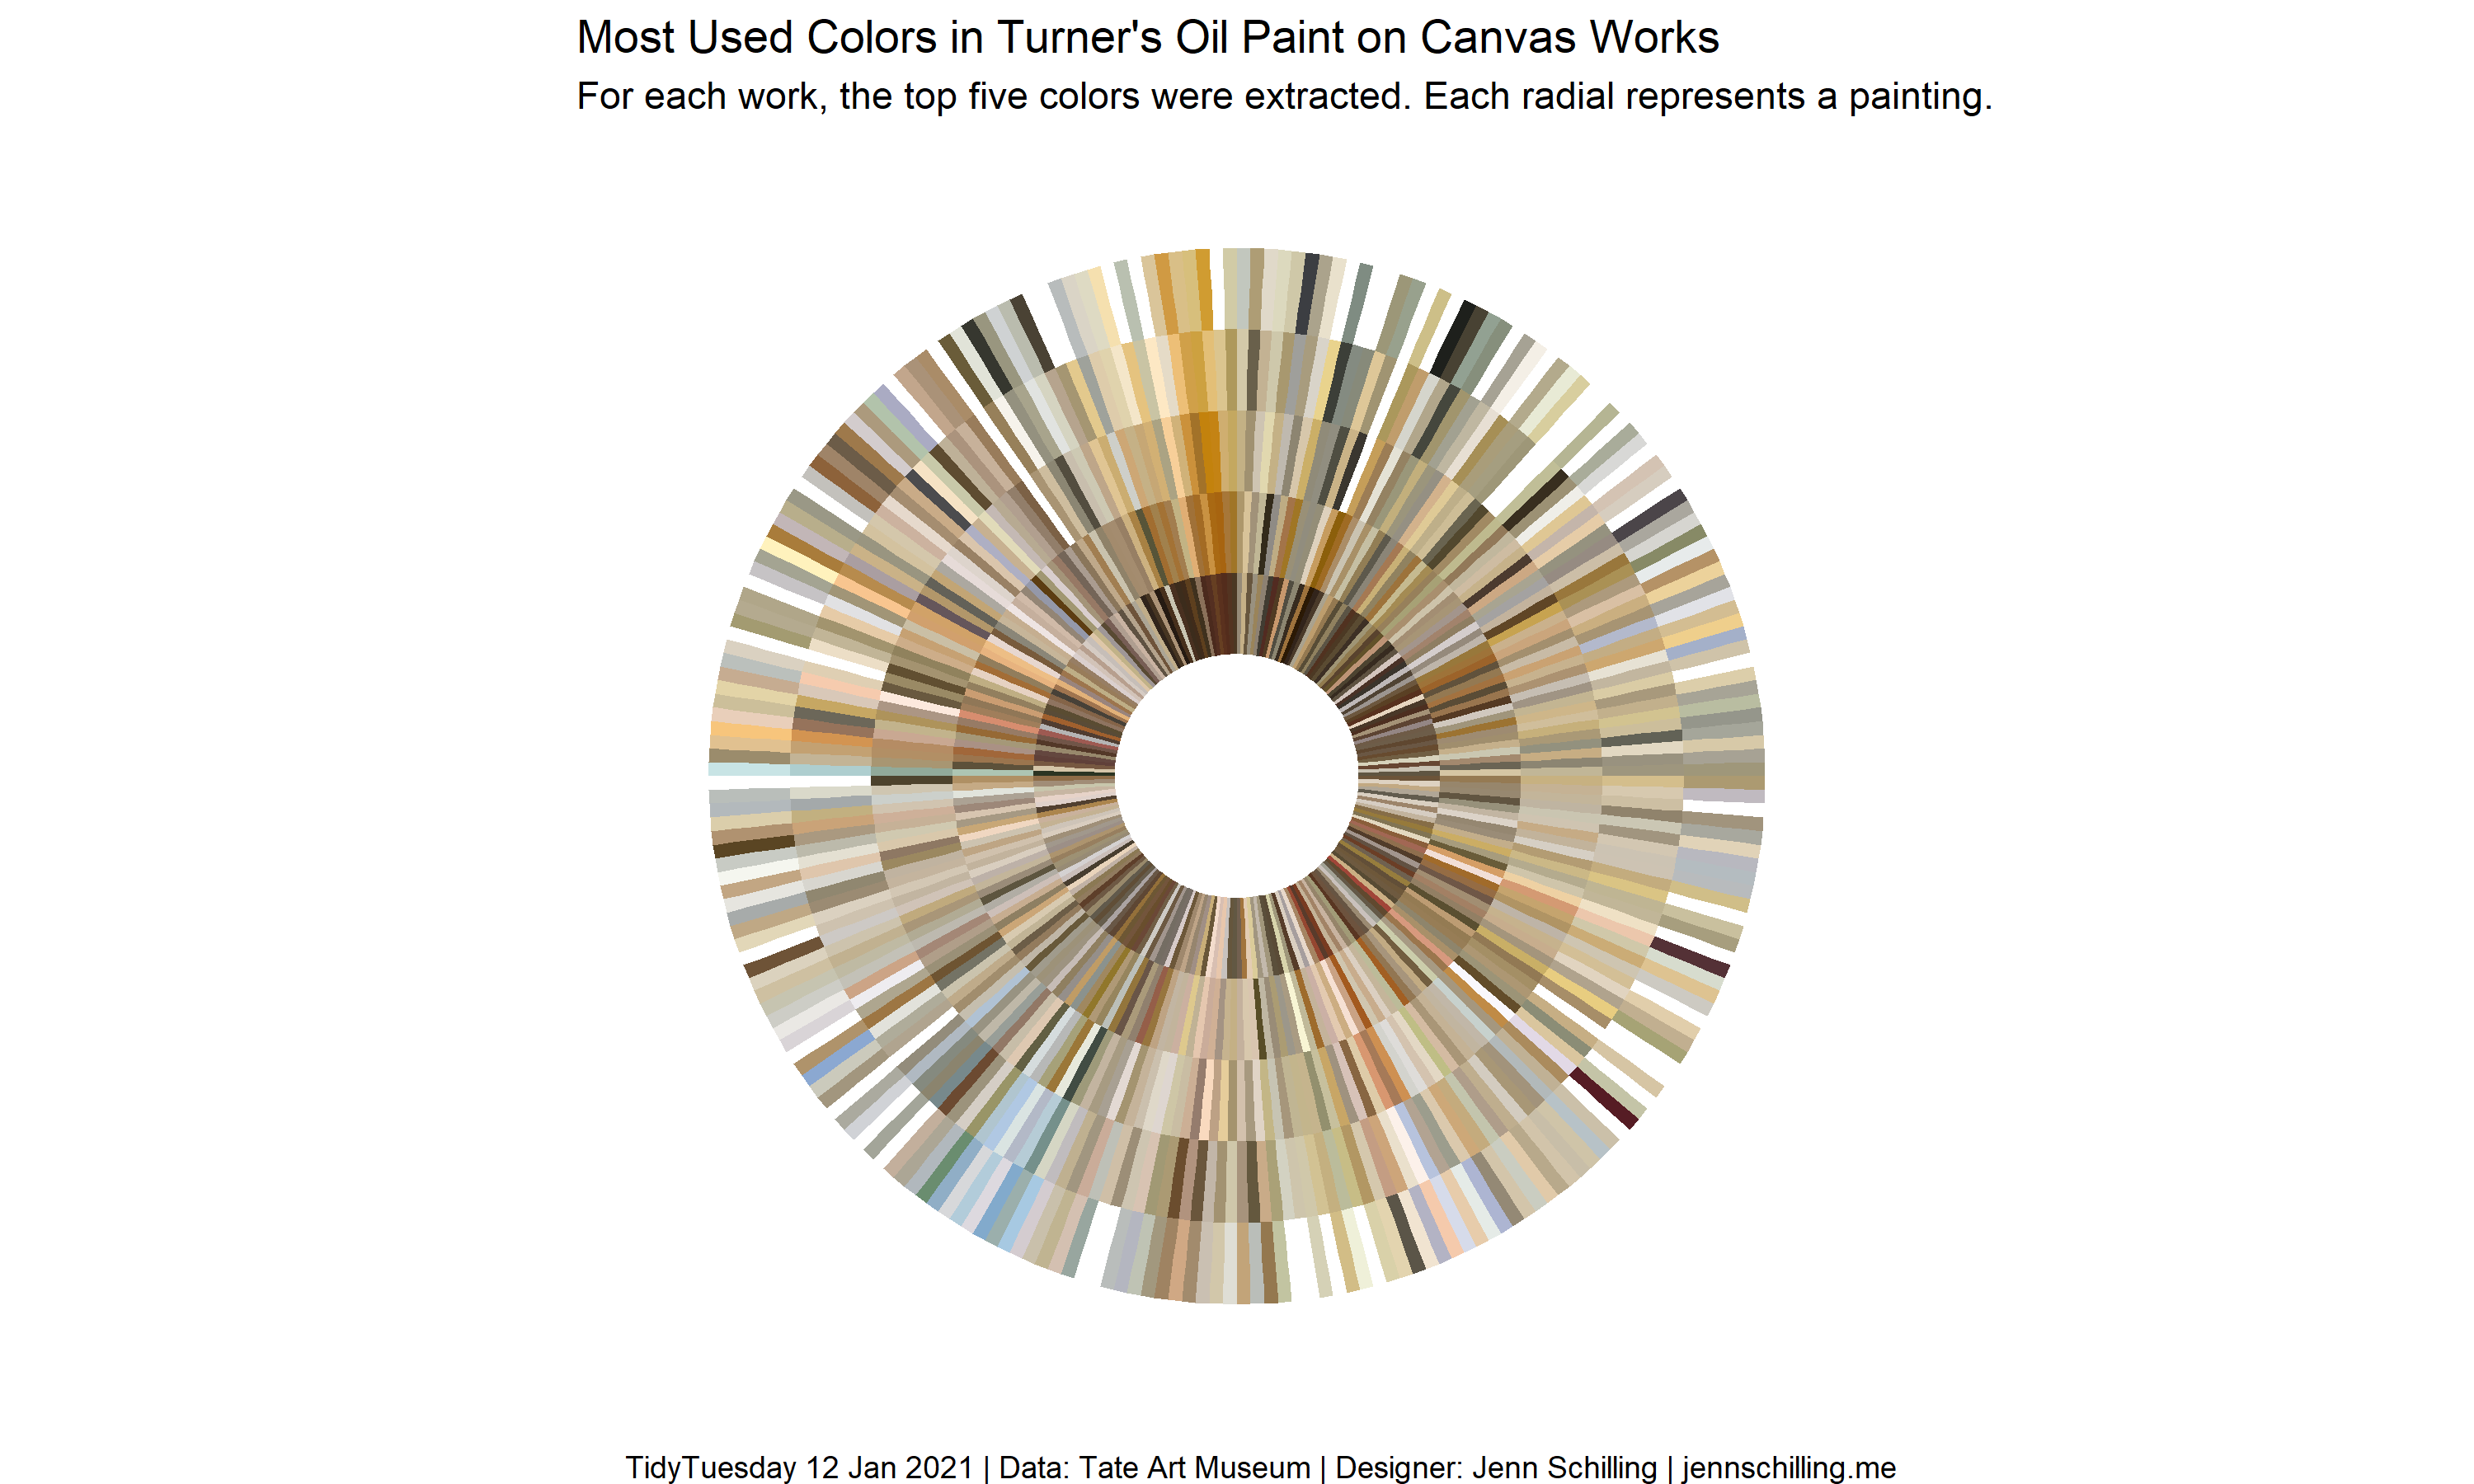 Most Used Colors in Turner's Oil Paint on Canvas Works
For each work, the top five colors were extracted. Each radial represents a painting.
TidyTuesday 12 Jan 2021 | Data: Tate Art Museum | Designer: Jenn Schilling | jennschilling.me